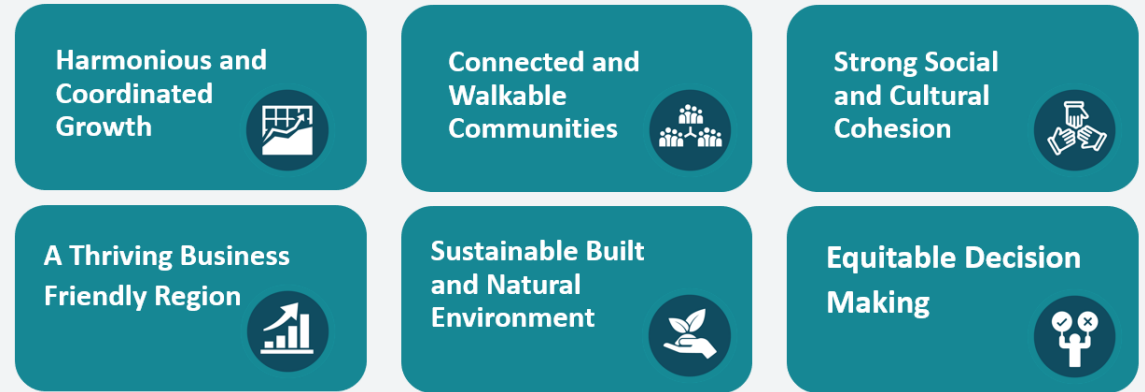 Harmonious and
Coordinated
Growth
Connected and
Walkable
Communities
Strong Social
and Cultural
Cohesion
A Thriving Business
Friendly Region
Sustainable Built
and Natural
Environment
Equitable Decision
Making